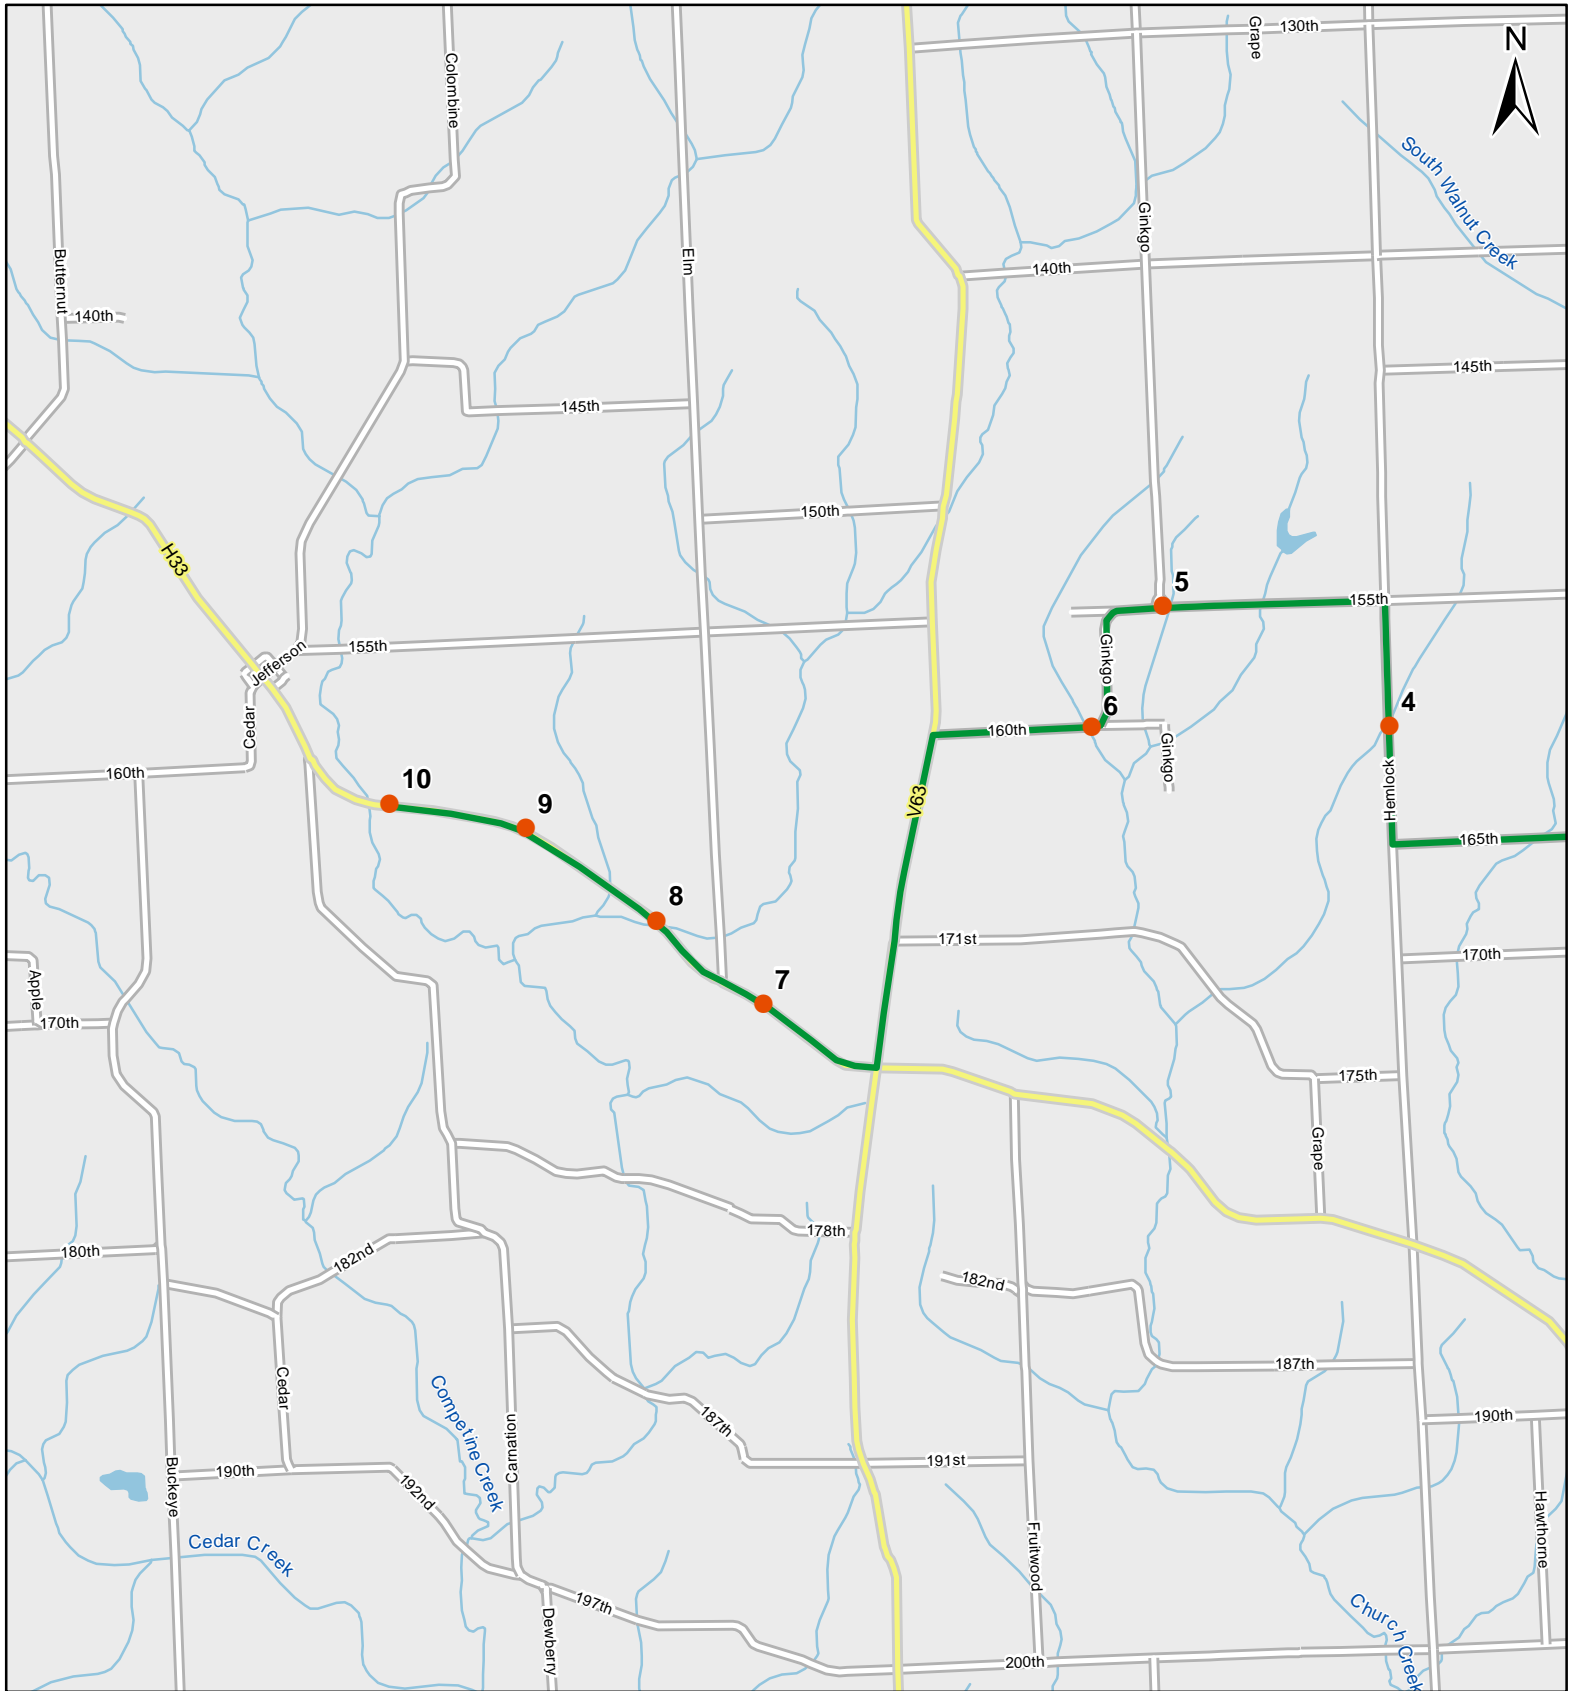 130th
Grape
N
Colombine
South Walnut Creek
Ginkgo
Butternut
Elm
140th
140th
145th
145th
150th
H33
5
155th
155th
Jefferson
Ginkgo
6
4
Cedar
160th
Ginkgo
160th
10
9
V63
Hemlock
165th
8
171st
170th
7
Apple
170th
175th
Grape
178th
180th
182nd
182nd
187th
Cedar
Competine Creek
187th
190th
Carnation
191st
190th
Buckeye
192nd
Hawthorne
Cedar Creek
Fruitwood
197th
Dewberry
Church Creek
200th